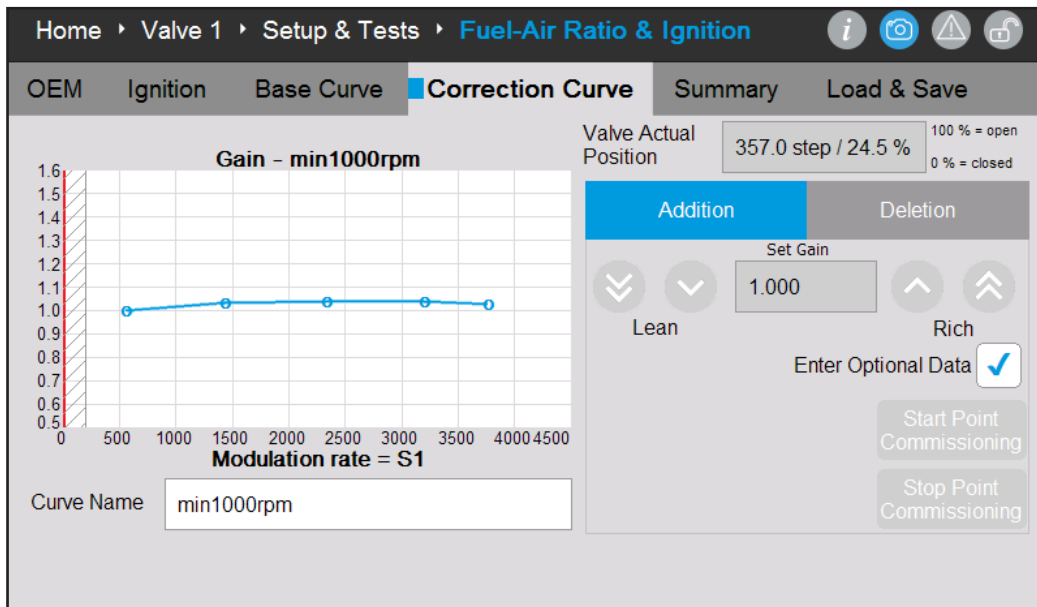 Home ‣ Valve 1 ‣ Setup & Tests ‣ Fuel-Air Ratio & Ignition
OEM Ignition Base Curve Correction Curve Summary Load & Save
Gain - min1000rpm
1.6
1.5
1.4
1.3
1.2
1.1
1.0
0.9
0.8
0.7
0.6
0.5
0 500 1000 1500 2000 2500 3000 3500 4000 4500
Modulation rate = S1
Curve Name min1000rpm
Valve Actual
Position
357.0 step / 24.5 %
100 % = open
0 % = closed
Addition Deletion
Set Gain
1.000
Lean Rich
Enter Optional Data
Start Point
Commissioning
Stop Point
Commissioning